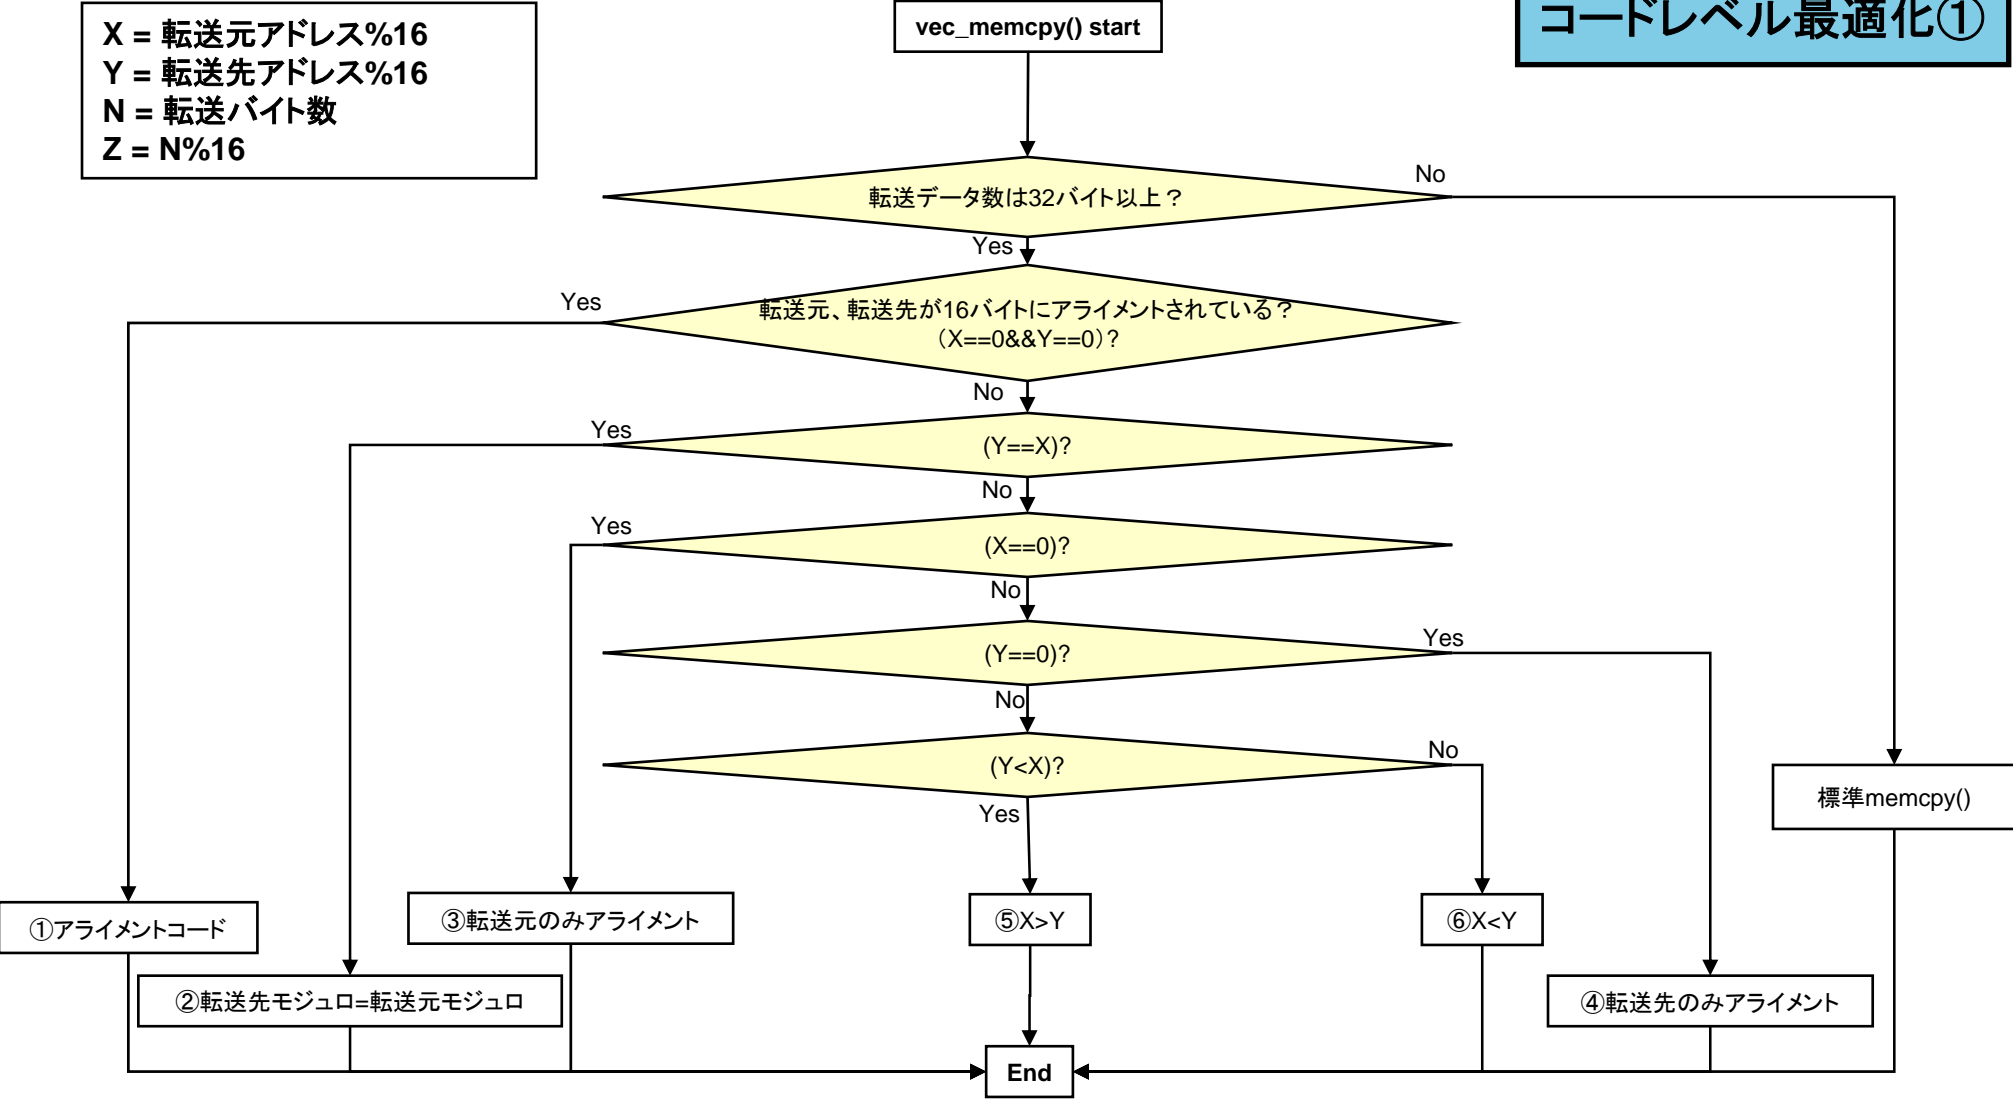 X = 転送元アドレス%16
Y = 転送先アドレス%16
N = 転送バイト数
Z = N%16
vec_memcpy() start
コードレベル最適化①
転送データ数は32バイト以上？
No
Yes
転送元、転送先が16バイトにアライメントされている？
（X==0&&Y==0）?
Yes
No
(Y==X)?
Yes
No
(X==0)?
Yes
No
(Y==0)?
Yes
No
(Y<X)?
No
Yes
標準memcpy()
①アライメントコード
③転送元のみアライメント
⑤X>Y
⑥X<Y
②転送先モジュロ=転送元モジュロ
④転送先のみアライメント
End